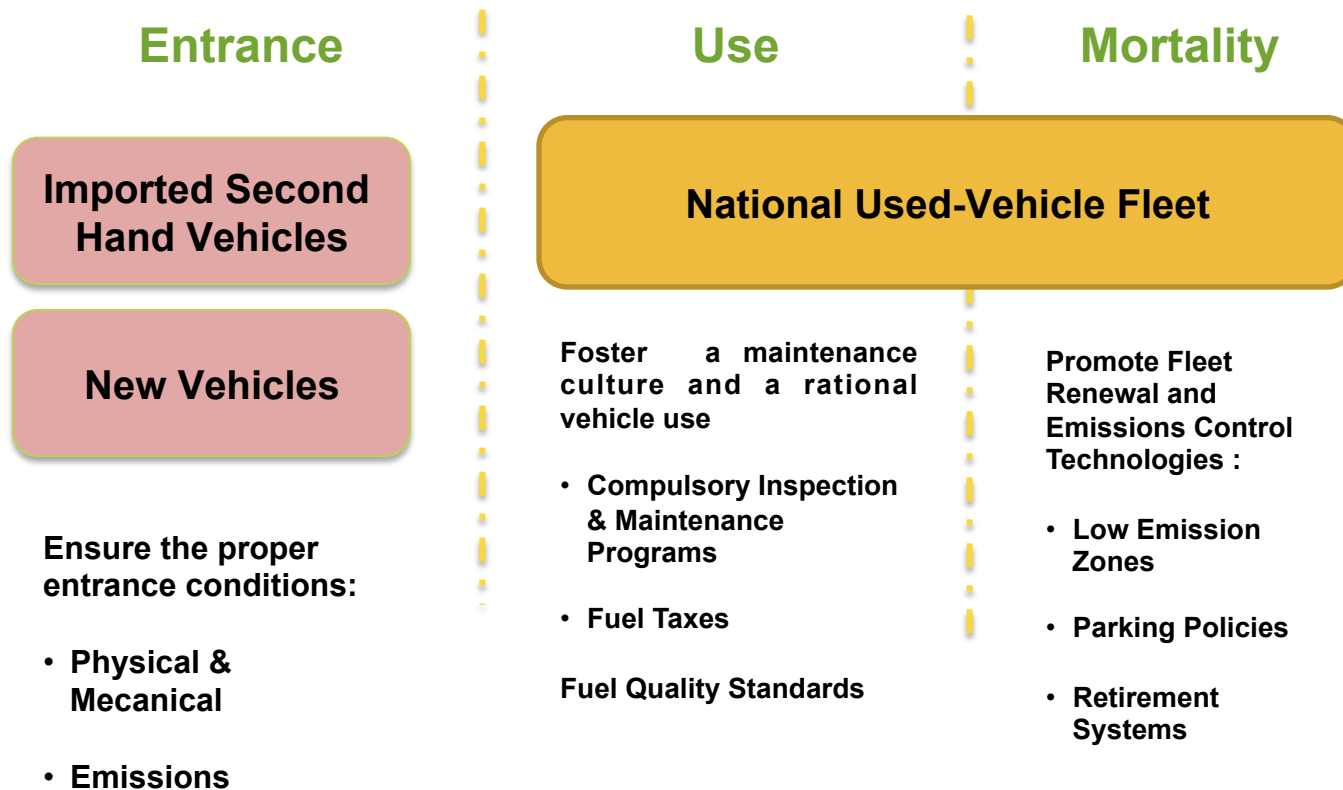 Entrance
Imported Second
Hand Vehicles
New Vehicles
Ensure the proper
entrance conditions:
• Physical &
Mecanical
• Emissions
Use
Mortality
National Used-Vehicle Fleet
Foster a maintenance
culture and a rational
vehicle use
• Compulsory Inspection
& Maintenance
Programs
• Fuel Taxes
Fuel Quality Standards
Promote Fleet
Renewal and
Emissions Control
Technologies :
• Low Emission
Zones
• Parking Policies
• Retirement
Systems